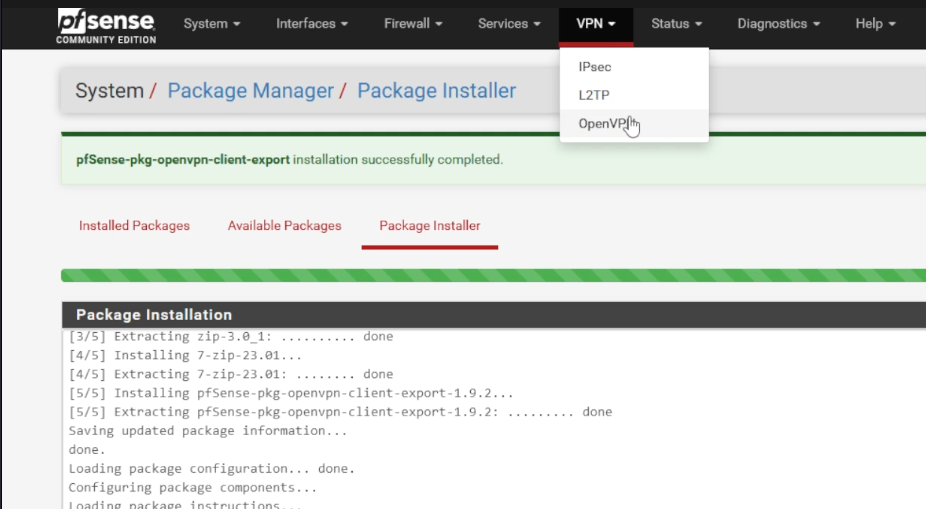 pfsense
COMMUNITY EDITION
System Interfaces Firewall Services VPN Status Diagnostics Help
IPsec
L2TP
System / Package Manager / Package Installer
pfSense-pkg-openvpn-client-export installation successfully completed.
Installed Packages Available Packages Package Installer
Package Installation
[3/5] Extracting zip-3.0_1: .......... done
[4/5] Installing 7-zip-23.01...
[4/5] Extracting 7-zip-23.01: ........ done
[5/5] Installing pfSense-pkg-openvpn-client-export-1.9.2...
[5/5] Extracting pfSense-pkg-openvpn-client-export-1.9.2: ......... done
Saving updated package information...
done.
Loading package configuration... done.
Configuring package components...
Loading package instructions...